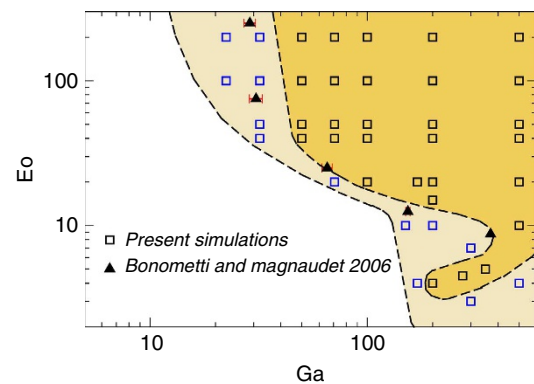 100
10
Eo
Present simulations
Bonometti and magnaudet 2006
10
100
Ga